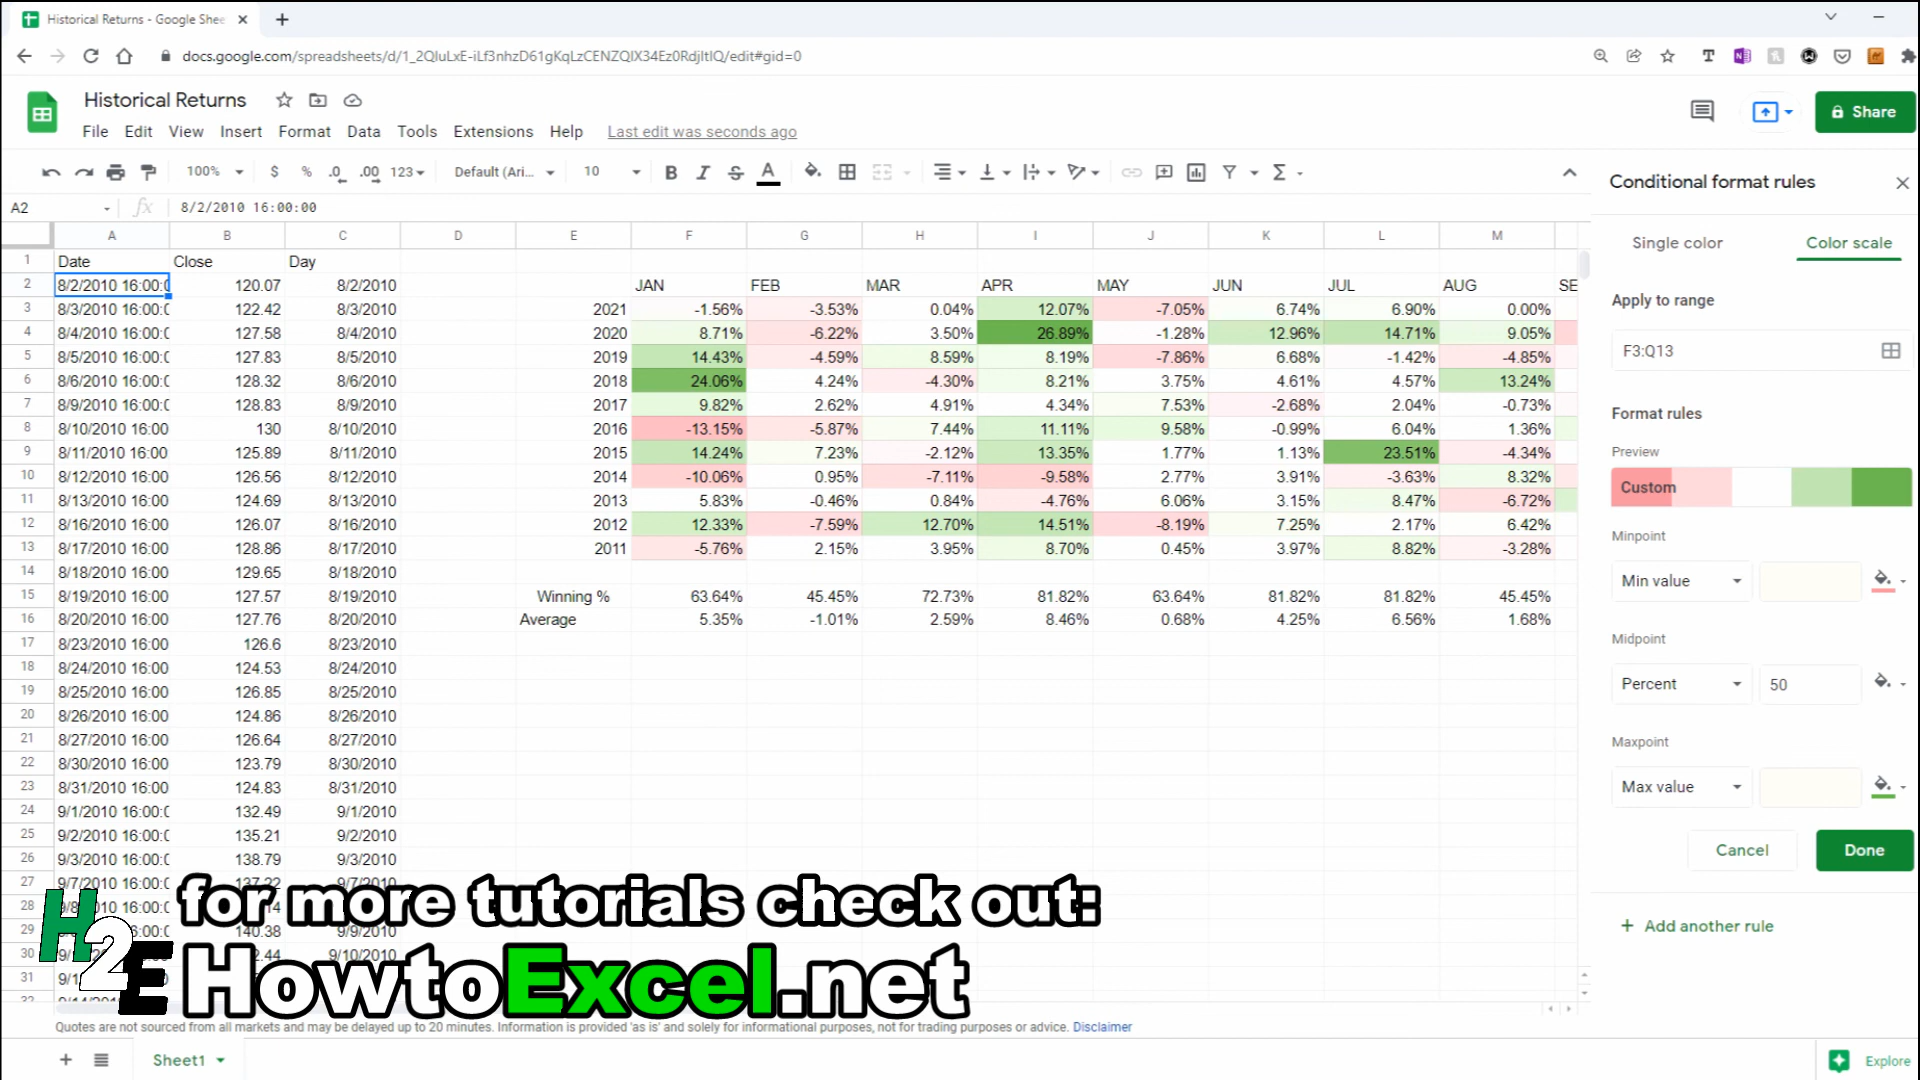 Historical Returns - Google Shee
docs.google.com/spreadsheets/d/1_2QluLxE-iLf3nhzD61gKqLzCENZQIX34Ez0RdjItIQ/edit#gid=0
Historical Returns
File Edit View Insert Format Data Tools Extensions Help Last edit was seconds ago
Share
100% $ % .0 .00 123 Default (Ari... 10 B I S A Σ
A2 fx 8/2/2010 16:00:00
A B C D E F G H I J K L M
1 Date Close Day
2 8/2/2010 16:00:0 120.07 8/2/2010 JAN FEB MAR APR MAY JUN JUL AUG SE
3 8/3/2010 16:00:0 122.42 8/3/2010 2021 -1.56% -3.53% 0.04% 12.07% -7.05% 6.74% 6.90% 0.00%
4 8/4/2010 16:00:0 127.58 8/4/2010 2020 8.71% -6.22% 3.50% 26.89% -1.28% 12.96% 14.71% 9.05%
5 8/5/2010 16:00:0 127.83 8/5/2010 2019 14.43% -4.59% 8.59% 8.19% -7.86% 6.68% -1.42% -4.85%
6 8/6/2010 16:00:0 128.32 8/6/2010 2018 24.06% 4.24% -4.30% 8.21% 3.75% 4.61% 4.57% 13.24%
7 8/9/2010 16:00:0 128.83 8/9/2010 2017 9.82% 2.62% 4.91% 4.34% 7.53% -2.68% 2.04% -0.73%
8 8/10/2010 16:00 130 8/10/2010 2016 -13.15% -5.87% 7.44% 11.11% 9.58% -0.99% 6.04% 1.36%
9 8/11/2010 16:00 125.89 8/11/2010 2015 14.24% 7.23% -2.12% 13.35% 1.77% 1.13% 23.51% -4.34%
10 8/12/2010 16:00 126.56 8/12/2010 2014 -10.06% 0.95% -7.11% -9.58% 2.77% 3.91% -3.63% 8.32%
11 8/13/2010 16:00 124.69 8/13/2010 2013 5.83% -0.46% 0.84% -4.76% 6.06% 3.15% 8.47% -6.72%
12 8/16/2010 16:00 126.07 8/16/2010 2012 12.33% -7.59% 12.70% 14.51% -8.19% 7.25% 2.17% 6.42%
13 8/17/2010 16:00 128.86 8/17/2010 2011 -5.76% 2.15% 3.95% 8.70% 0.45% 3.97% 8.82% -3.28%
14 8/18/2010 16:00 129.65 8/18/2010
15 8/19/2010 16:00 127.57 8/19/2010 Winning % 63.64% 45.45% 72.73% 81.82% 63.64% 81.82% 81.82% 45.45%
16 8/20/2010 16:00 127.76 8/20/2010 Average 5.35% -1.01% 2.59% 8.46% 0.68% 4.25% 6.56% 1.68%
17 8/23/2010 16:00 126.6 8/23/2010
18 8/24/2010 16:00 124.53 8/24/2010
19 8/25/2010 16:00 126.85 8/25/2010
20 8/26/2010 16:00 124.86 8/26/2010
21 8/27/2010 16:00 126.64 8/27/2010
22 8/30/2010 16:00 123.79 8/30/2010
23 8/31/2010 16:00 124.83 8/31/2010
24 9/1/2010 16:00:0 132.49 9/1/2010
25 9/2/2010 16:00:0 135.21 9/2/2010
26 9/3/2010 16:00:0 138.79 9/3/2010
27
28
29 140.38
30 9/10/2010
31
Conditional format rules
Single color Color scale
Apply to range
F3:Q13
Format rules
Preview
Custom
Minpoint
Min value
Midpoint
Percent 50
Maxpoint
Max value
Cancel Done
+ Add another rule
H2E
for more tutorials check out:
HowtoExcel.net
Quotes are not sourced from all markets and may be delayed up to 20 minutes. Information is provided 'as is' and solely for informational purposes, not for trading purposes or advice. Disclaimer
Sheet1
Explore